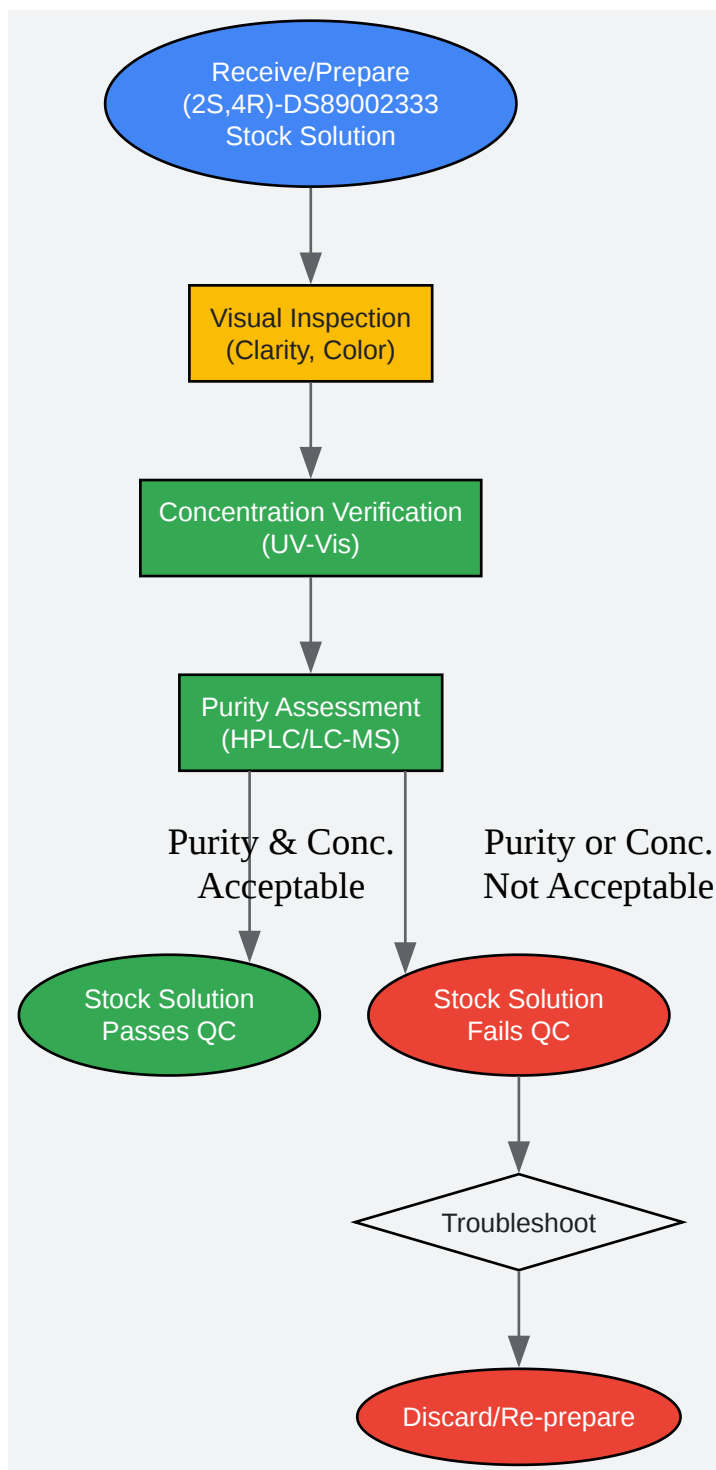 Receive/Prepare
(2S,4R)-DS89002333
Stock Solution
Visual Inspection
(Clarity, Color)
Concentration Verification
(UV-Vis)
Purity Assessment
(HPLC/LC-MS)
Purity & Conc.
Acceptable
Purity or Conc.
Not Acceptable
Stock Solution
Passes QC
Stock Solution
Fails QC
Troubleshoot
Discard/Re-prepare